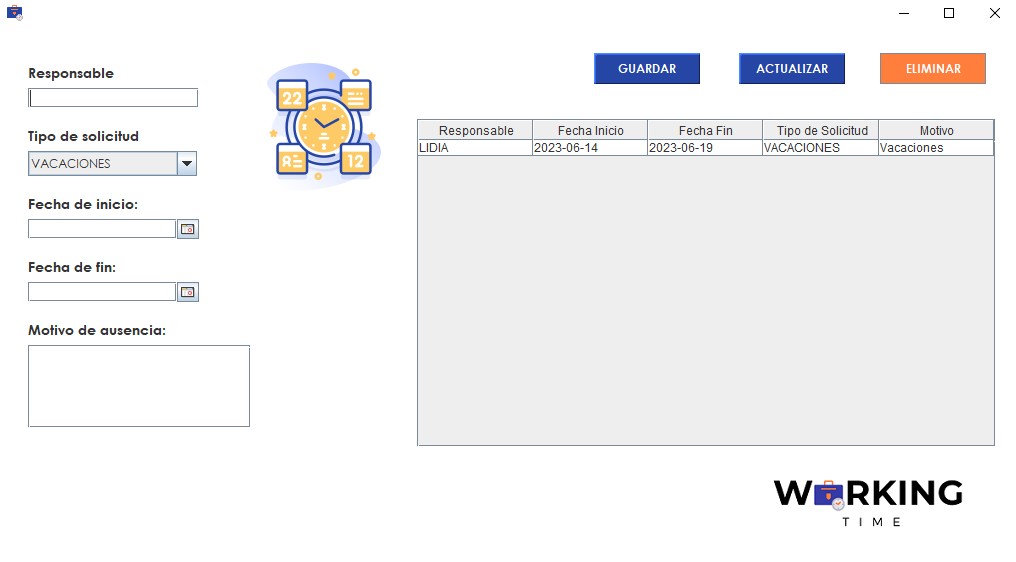 Responsable
Tipo de solicitud
VACACIONES
Fecha de inicio:
Fecha de fin:
Motivo de ausencia:
22
12
GUARDAR ACTUALIZAR ELIMINAR
Responsable Fecha Inicio Fecha Fin Tipo de Solicitud Motivo
LIDIA 2023-06-14 2023-06-19 VACACIONES Vacaciones
WORKING
TIME